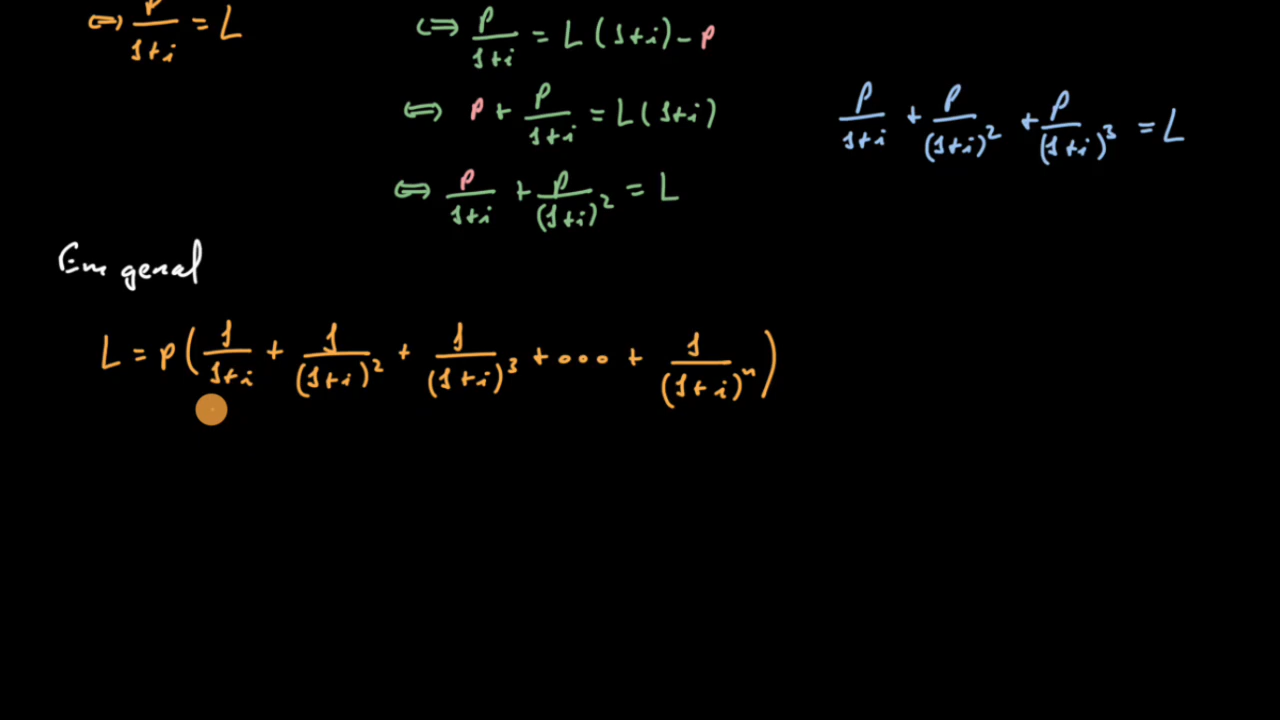 ⇔ p/(1+i) = L
⇔ p/(1+i) = L(1+i) - p
⇔ p + p/(1+i) = L(1+i)
⇔ p/(1+i) + p/(1+i)² = L
p/(1+i) + p/(1+i)² + p/(1+i)³ = L
Em geral
L = p(1/(1+i) + 1/(1+i)² + 1/(1+i)³ + ∘∘∘ + 1/(1+i)ⁿ)